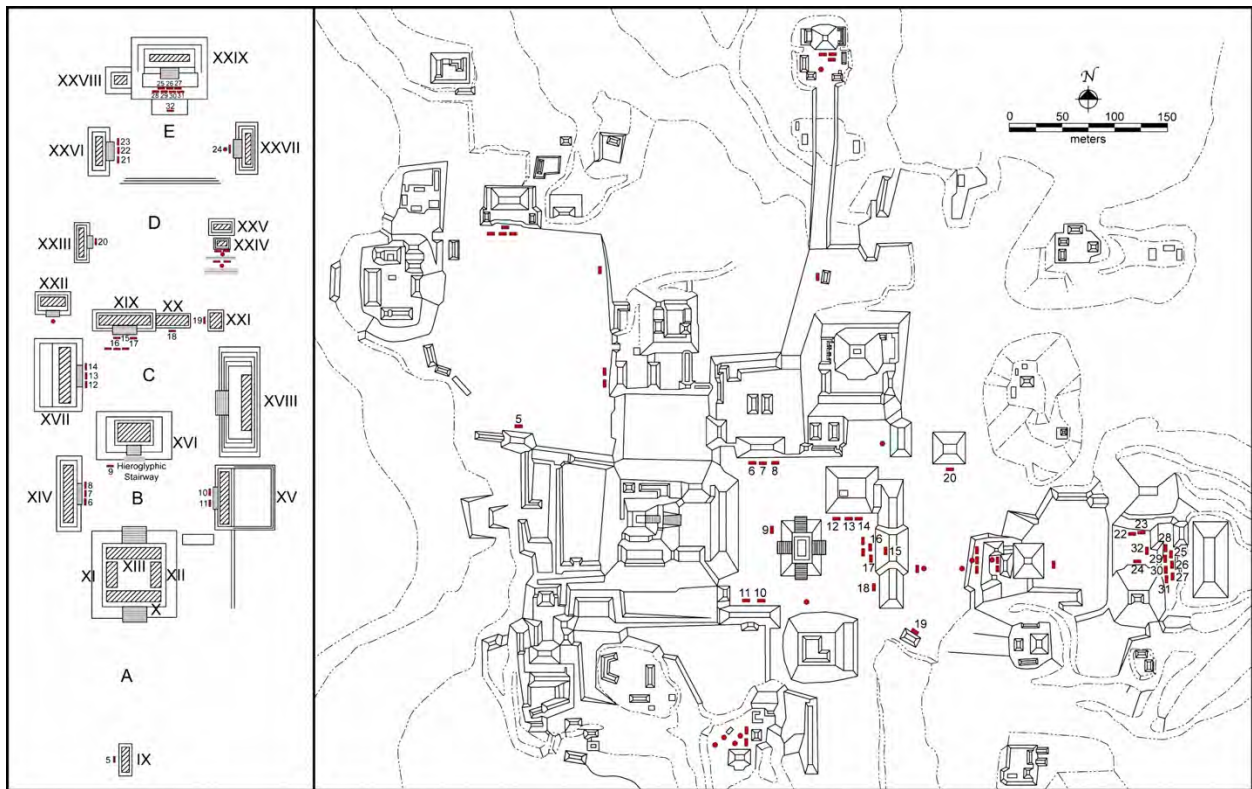 XXIX
XXVIII
25 26 27
28 29 30 31
32
E
XXVI
23
22
21
24
XXVII
D
XXIII
20
XXV
XXIV
XXII
XIX
XX
19
XXI
15
16 17
18
C
14
13
12
XVII
XVIII
XVI
Hieroglyphic
Stairway
9
XIV
8
7
6
B
10
11
XV
XIII
XI
XII
X
A
5
IX
N
0 50 100 150
meters
5
6 7 8
20
12 13 14
9
16
15
17
18
11 10
19
22 23
28
32
25
29
24
26
30
27
31